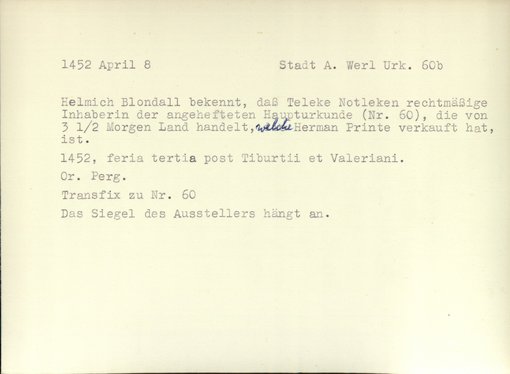 1452 April 8 Stadt A. Werl Urk. 60b
Helmich Blondall bekennt, daß Teleke Notleken rechtmäßige
Inhaberin der angehefteten Haupturkunde (Nr. 60), die von
3 1/2 Morgen Land handelt, welche Herman Printe verkauft hat,
ist.
1452, feria tertia post Tiburtii et Valeriani.
Or. Perg.
Transfix zu Nr. 60
Das Siegel des Ausstellers hängt an.